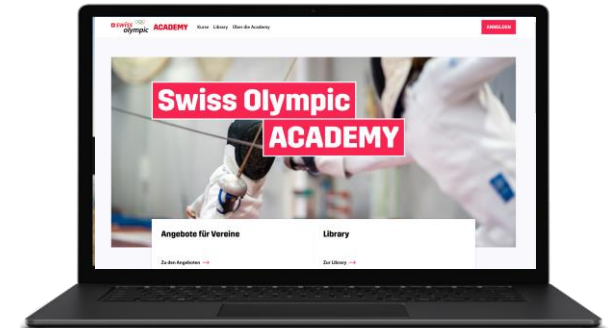 swiss olympic ACADEMY Kurse Library Über die Academy ANMELDEN
Swiss Olympic
ACADEMY
Angebote für Vereine Library
Zu den Angeboten → Zur Library →